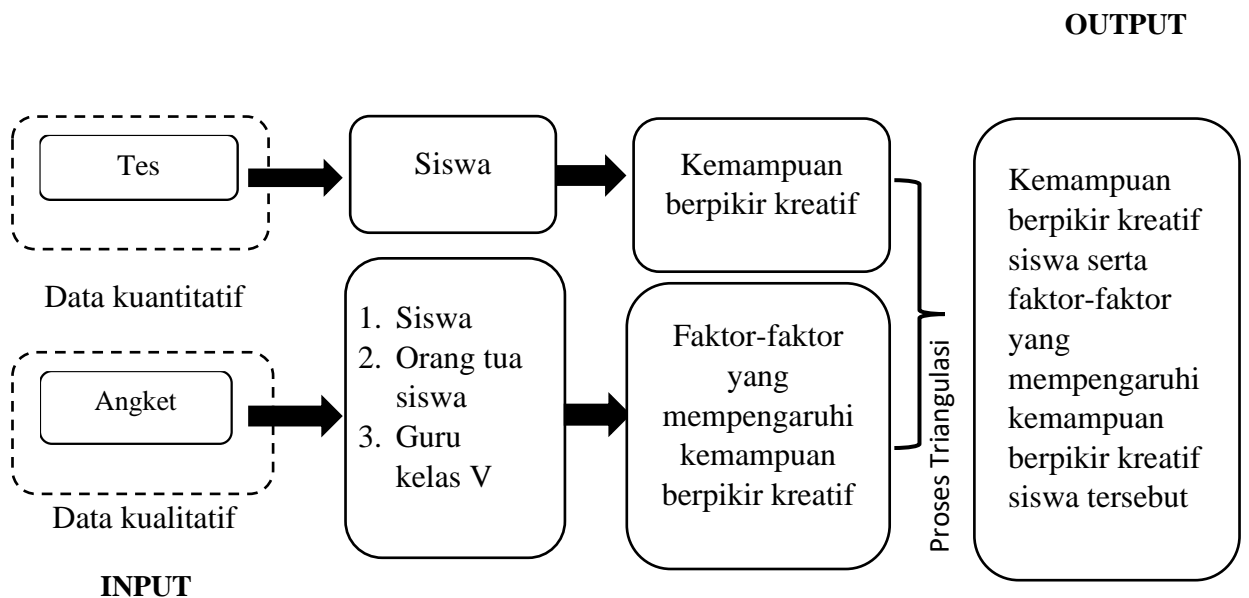 OUTPUT
Tes
Siswa
Kemampuan
berpikir kreatif
Data kuantitatif
Angket
Data kualitatif
INPUT
1. Siswa
2. Orang tua
siswa
3. Guru
kelas V
Faktor-faktor
yang
mempengaruhi
kemampuan
berpikir kreatif
Proses Triangulasi
Kemampuan
berpikir kreatif
siswa serta
faktor-faktor
yang
mempengaruhi
kemampuan
berpikir kreatif
siswa tersebut